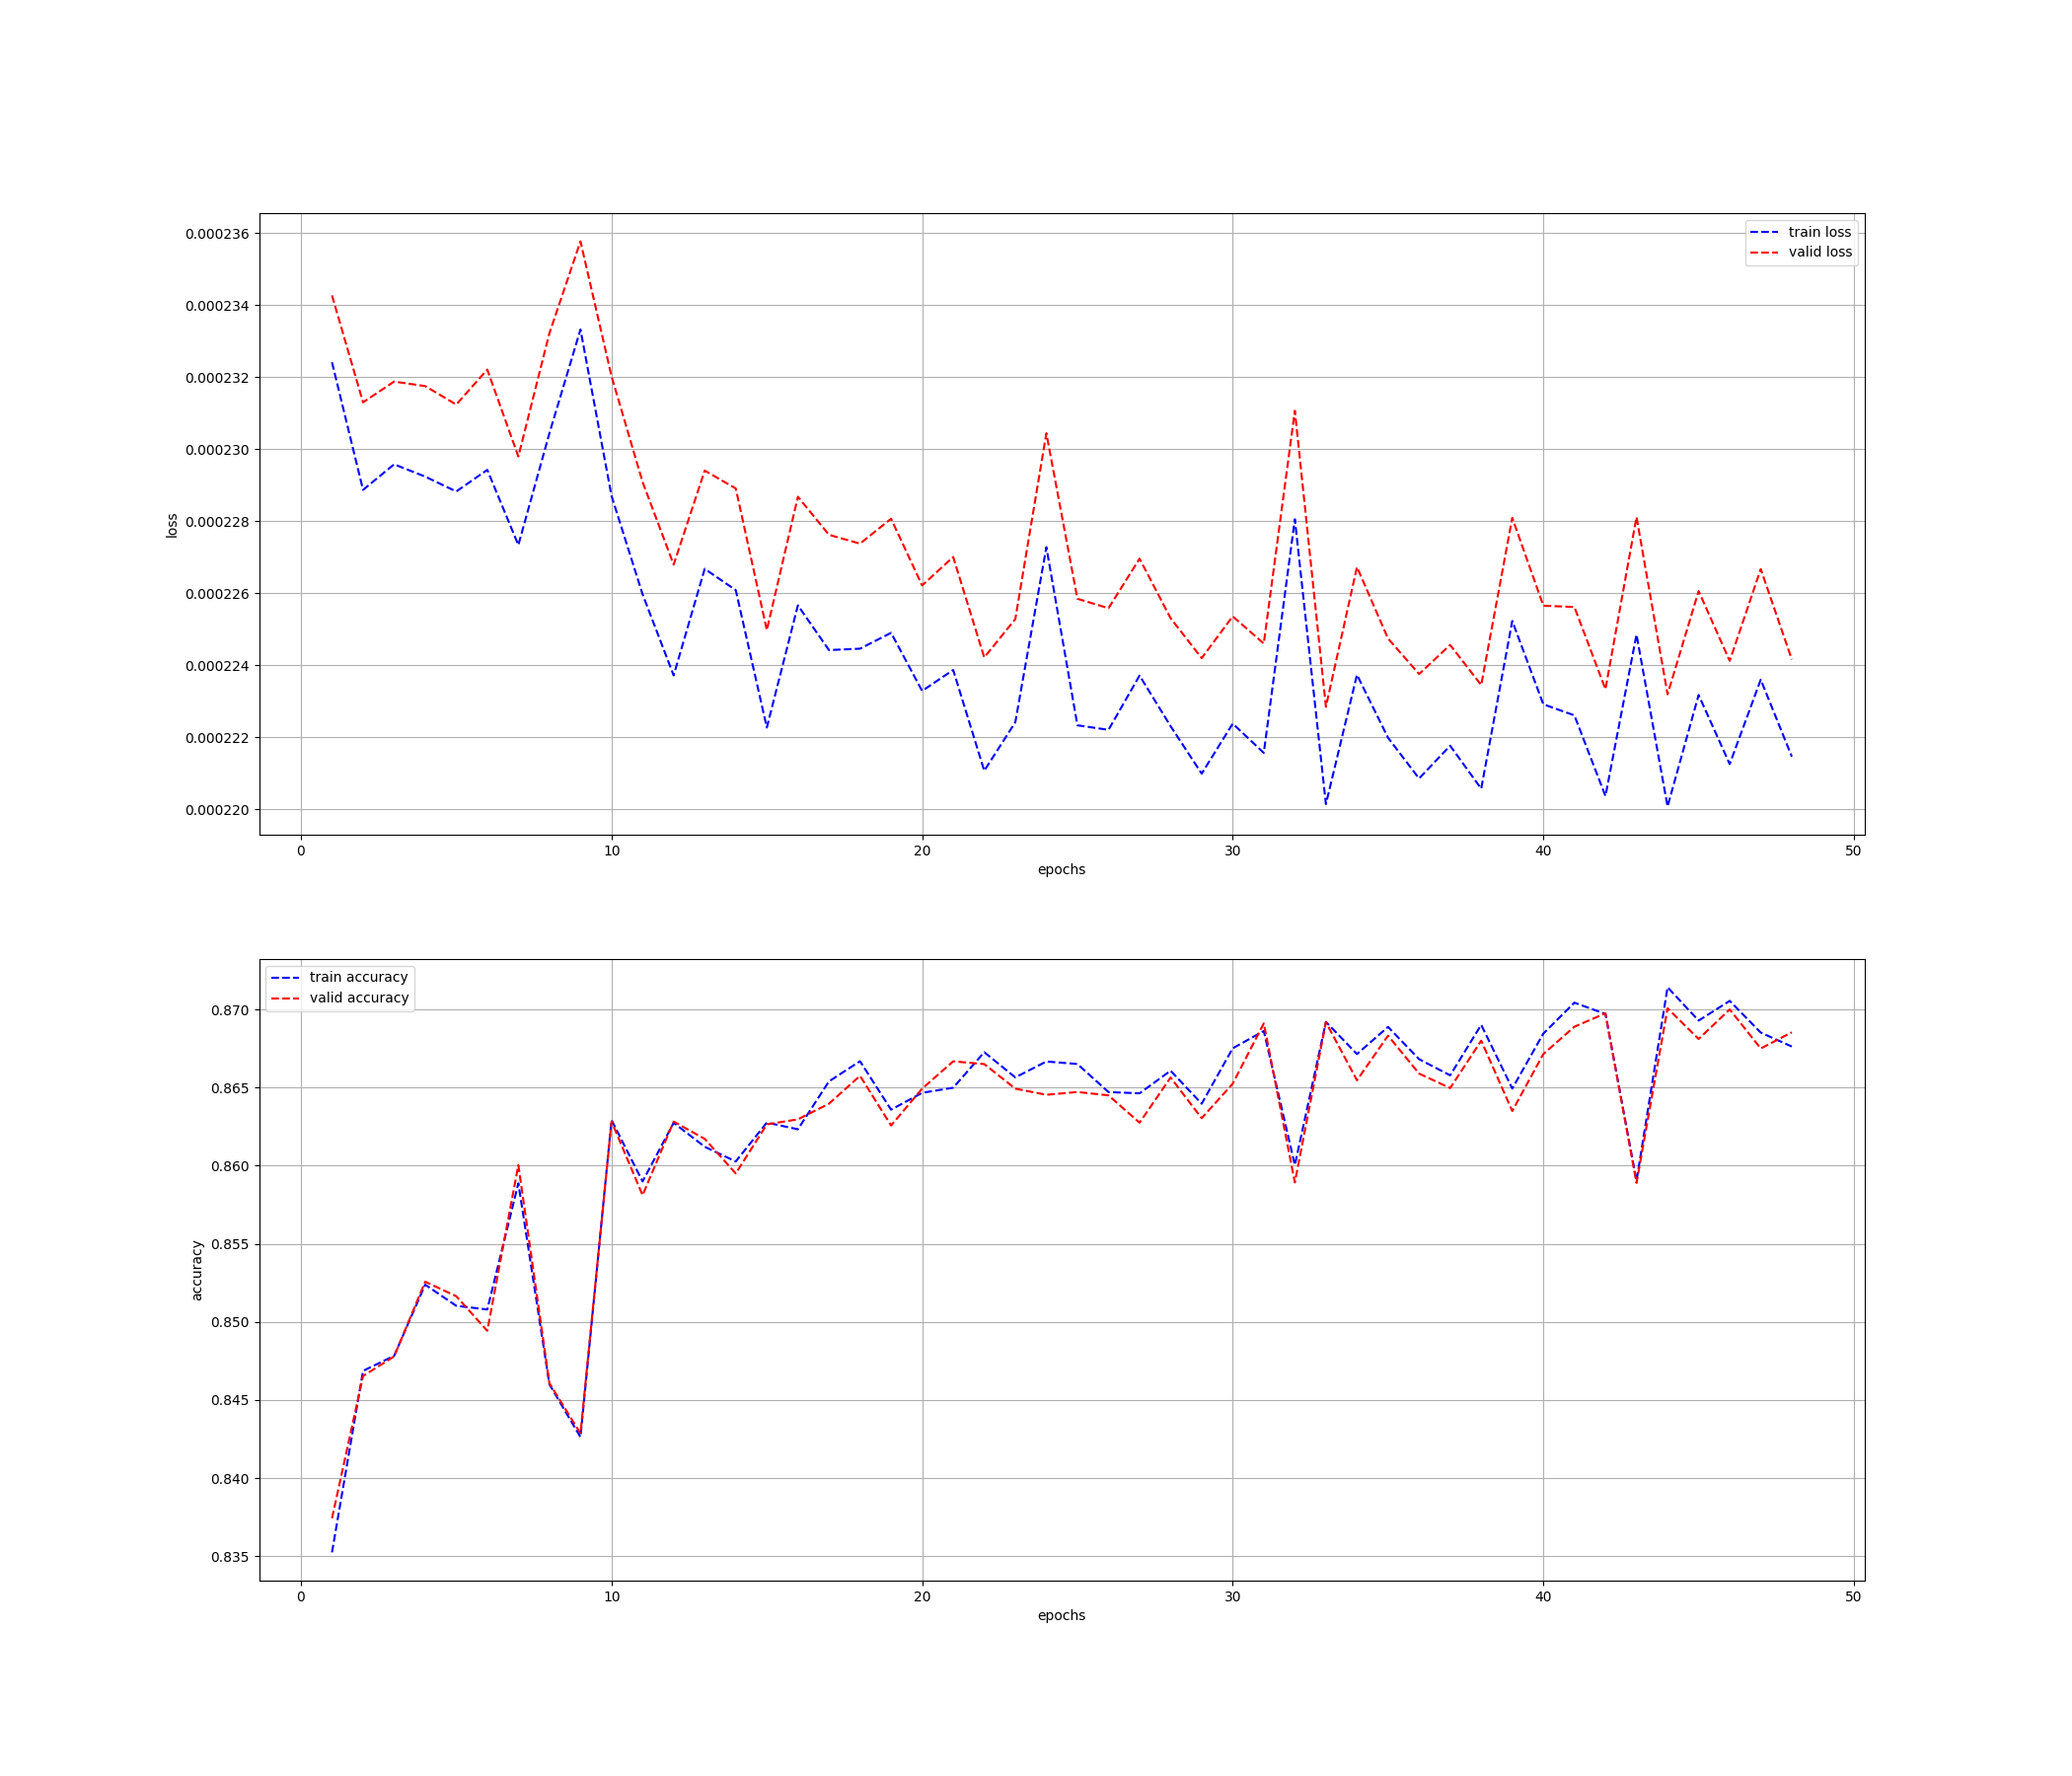 0.000236
0.000234
0.000232
0.000230
0.000228
0.000226
0.000224
0.000222
0.000220
loss
train loss
valid loss
0 10 20 30 40 50
epochs
train accuracy
valid accuracy
0.870
0.865
0.860
0.855
0.850
0.845
0.840
0.835
accuracy
0 10 20 30 40 50
epochs